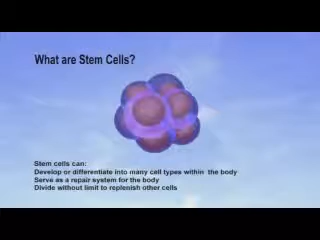 What are Stem Cells?
Stem cells can:
Develop or differentiate into many cell types within the body
Serve as a repair system for the body
Divide without limit to replenish other cells